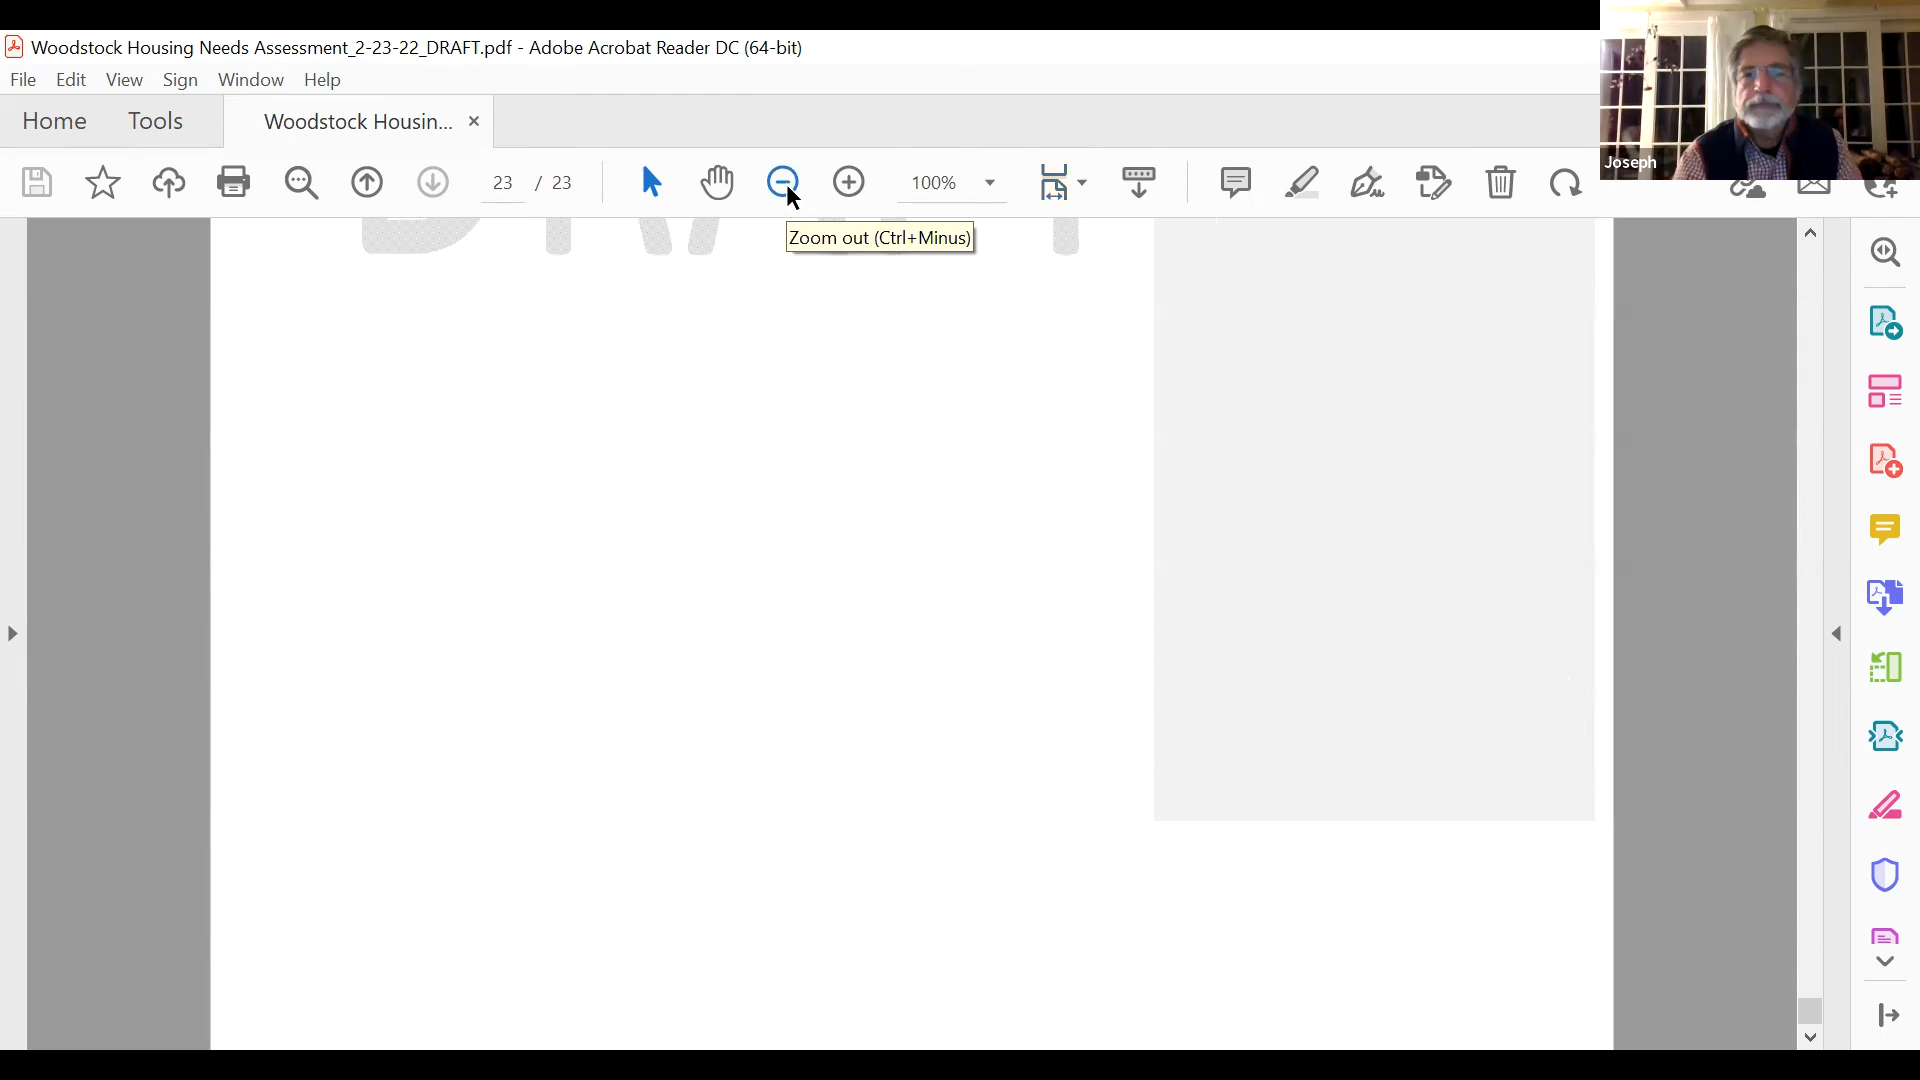 Woodstock Housing Needs Assessment_2-23-22_DRAFT.pdf - Adobe Acrobat Reader DC (64-bit)
File Edit View Sign Window Help
Home Tools Woodstock Housin... ×
Joseph
23 / 23 100%
Zoom out (Ctrl+Minus)